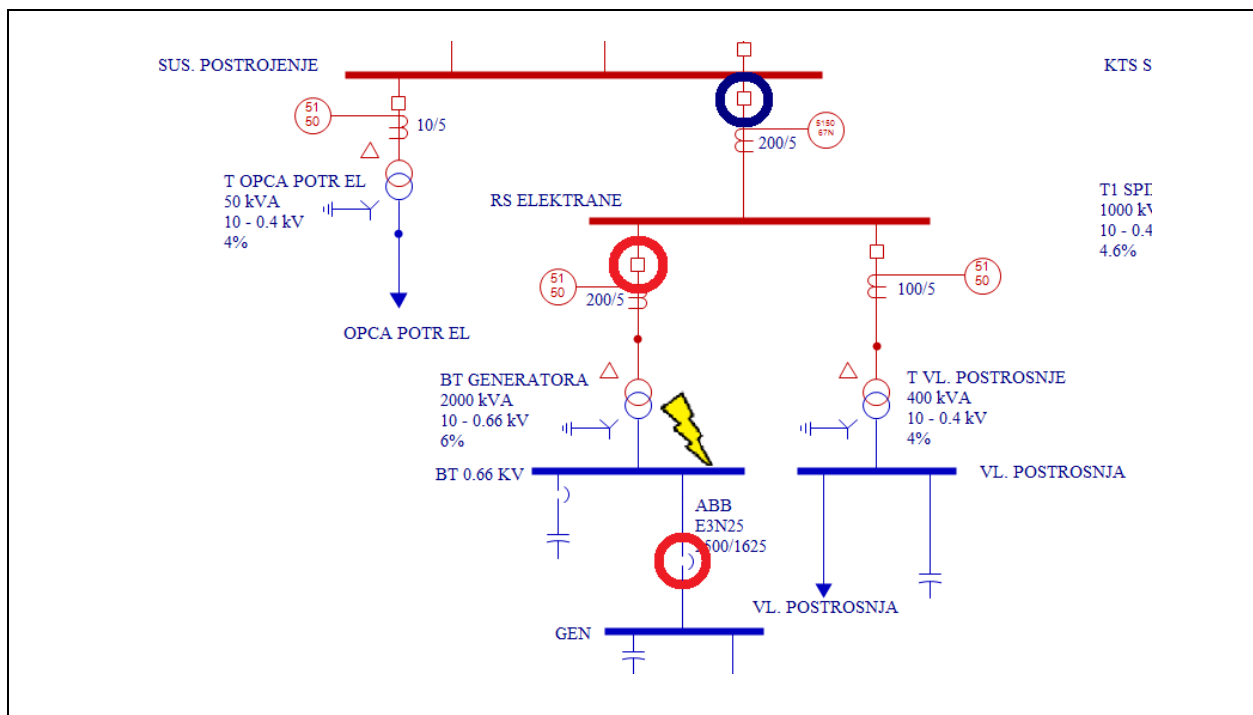 SUS. POSTROJENJE
KTS S
51
50
10/5
5150
67N
200/5
T OPCA POTR EL
50 kVA
10 - 0.4 kV
4%
RS ELEKTRANE
T1 SPI
1000 kV
10 - 0.4
4.6%
51
50
200/5
51
50
100/5
OPCA POTR EL
BT GENERATORA
2000 kVA
10 - 0.66 kV
6%
T VL. POSTROSNJE
400 kVA
10 - 0.4 kV
4%
BT 0.66 KV
VL. POSTROSNJA
ABB
E3N25
2500/1625
VL. POSTROSNJA
GEN